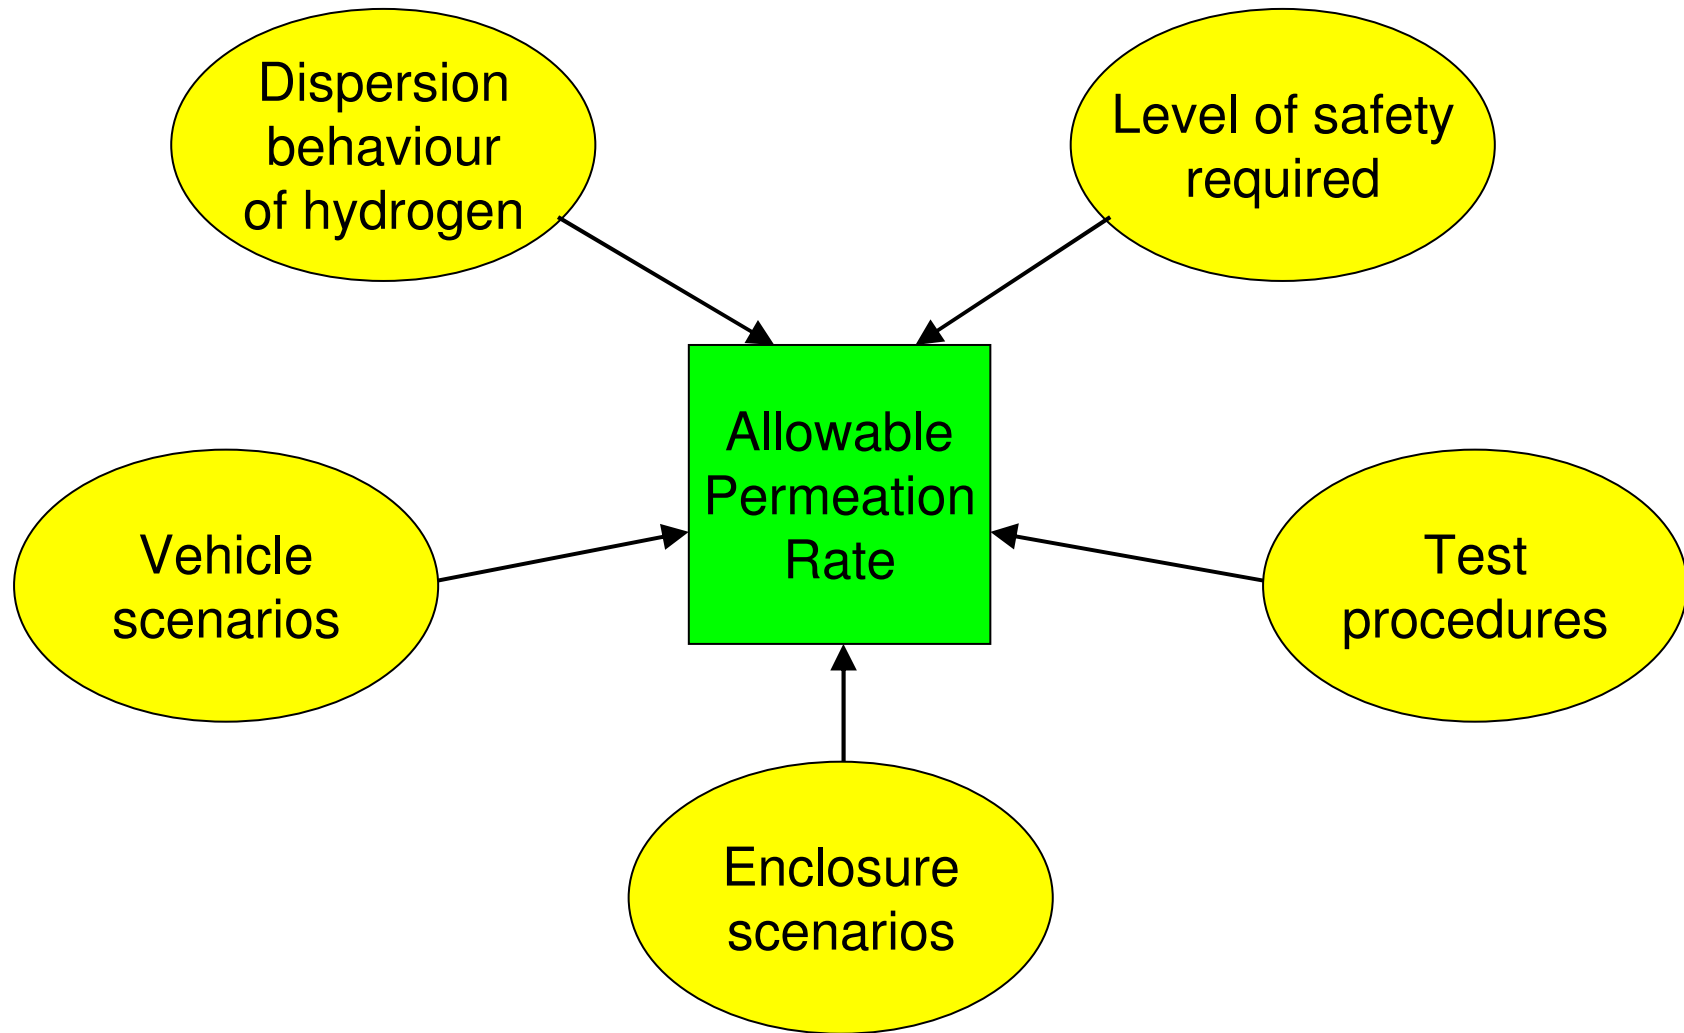 Dispersion
behaviour
of hydrogen
Level of safety
required
Allowable
Permeation
Rate
Vehicle
scenarios
Test
procedures
Enclosure
scenarios